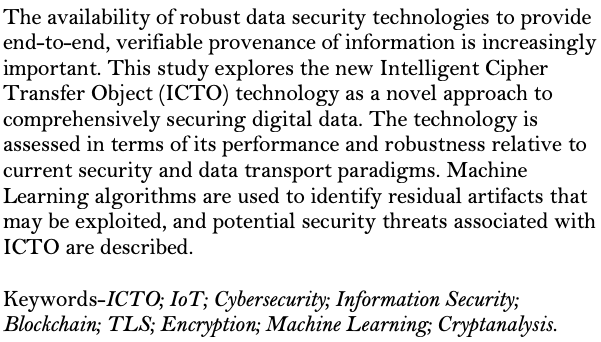 The availability of robust data security technologies to provide
end-to-end, verifiable provenance of information is increasingly
important. This study explores the new Intelligent Cipher
Transfer Object (ICTO) technology as a novel approach to
comprehensively securing digital data. The technology is
assessed in terms of its performance and robustness relative to
current security and data transport paradigms. Machine
Learning algorithms are used to identify residual artifacts that
may be exploited, and potential security threats associated with
ICTO are described.
Keywords-ICTO; IoT; Cybersecurity; Information Security;
Blockchain; TLS; Encryption; Machine Learning; Cryptanalysis.